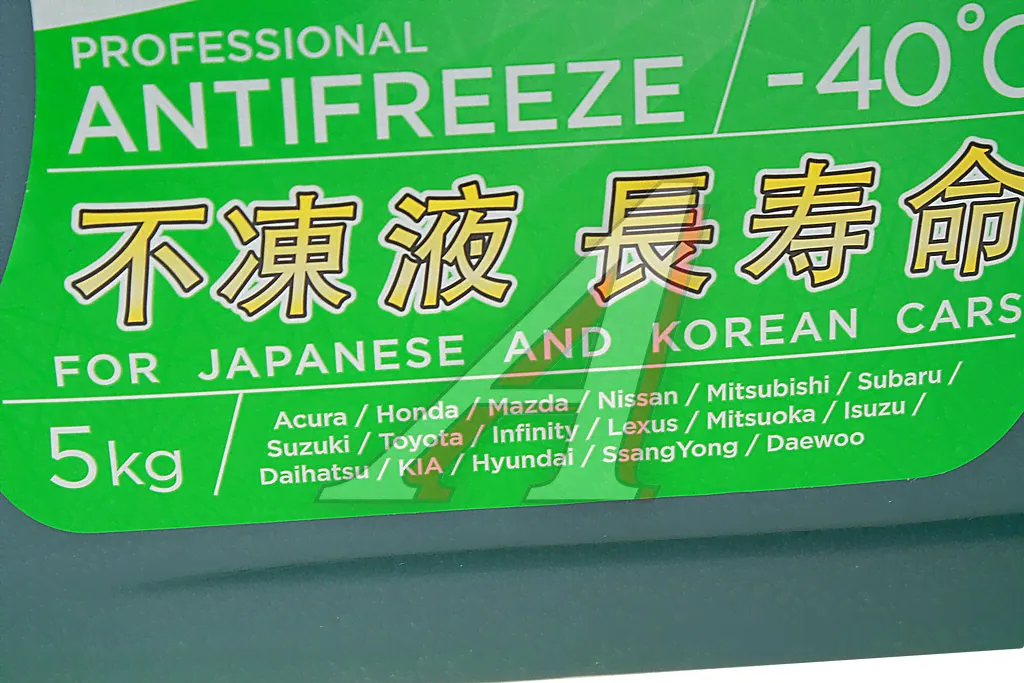 PROFESSIONAL
ANTIFREEZE
-40°C
不凍液 長寿命
FOR JAPANESE AND KOREAN CARS
5kg
Acura / Honda / Mazda / Nissan / Mitsubishi / Subaru /
Suzuki / Toyota / Infinity / Lexus / Mitsuoka / Isuzu /
Daihatsu / KIA / Hyundai / SsangYong / Daewoo